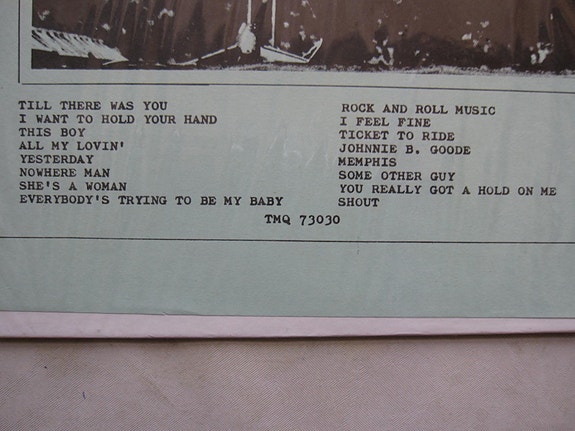 TILL THERE WAS YOU
I WANT TO HOLD YOUR HAND
THIS BOY
ALL MY LOVIN'
YESTERDAY
NOWHERE MAN
SHE'S A WOMAN
EVERYBODY'S TRYING TO BE MY BABY
ROCK AND ROLL MUSIC
I FEEL FINE
TICKET TO RIDE
JOHNNIE B. GOODE
MEMPHIS
SOME OTHER GUY
YOU REALLY GOT A HOLD ON ME
SHOUT
TMQ 73030